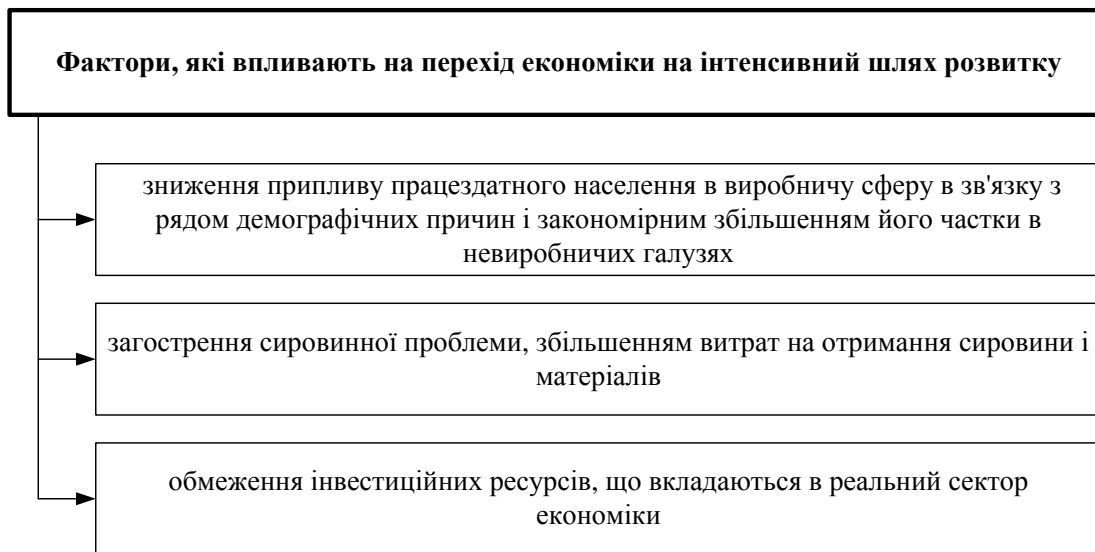 Фактори, які впливають на перехід економіки на інтенсивний шлях розвитку
зниження припливу працездатного населення в виробничу сферу в зв'язку з
рядом демографічних причин і закономірним збільшенням його частки в
невиробничих галузях
загострення сировинної проблеми, збільшенням витрат на отримання сировини і
матеріалів
обмеження інвестиційних ресурсів, що вкладаються в реальний сектор
економіки